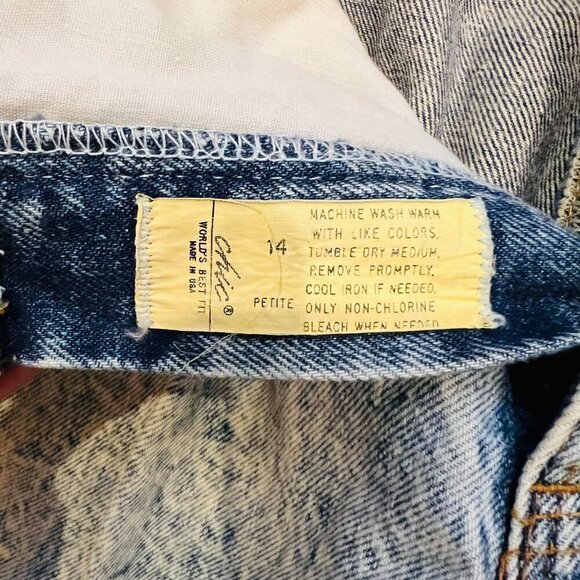 Chic®
WORLD'S BEST FIT
MADE IN USA
14
PETITE
MACHINE WASH WARM
WITH LIKE COLORS,
TUMBLE DRY MEDIUM,
REMOVE PROMPTLY,
COOL IRON IF NEEDED,
ONLY NON-CHLORINE
BLEACH WHEN NEEDED